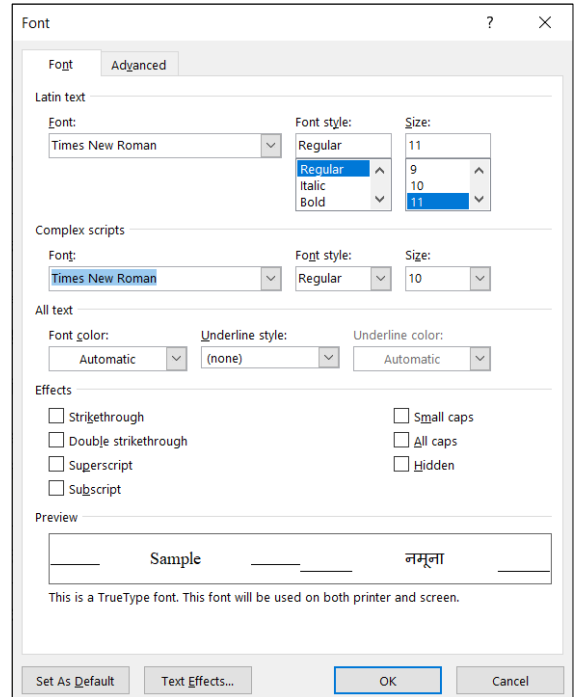 Font ?
Font Advanced
Latin text
Font: Font style: Size:
Times New Roman Regular 11
Regular 9
Italic 10
Bold 11
Complex scripts
Font: Font style: Size:
Times New Roman Regular 10
All text
Font color: Underline style: Underline color:
Automatic (none) Automatic
Effects
Strikethrough Small caps
Double strikethrough All caps
Superscript Hidden
Subscript
Preview
Sample नमूना
This is a TrueType font. This font will be used on both printer and screen.
Set As Default Text Effects... OK Cancel